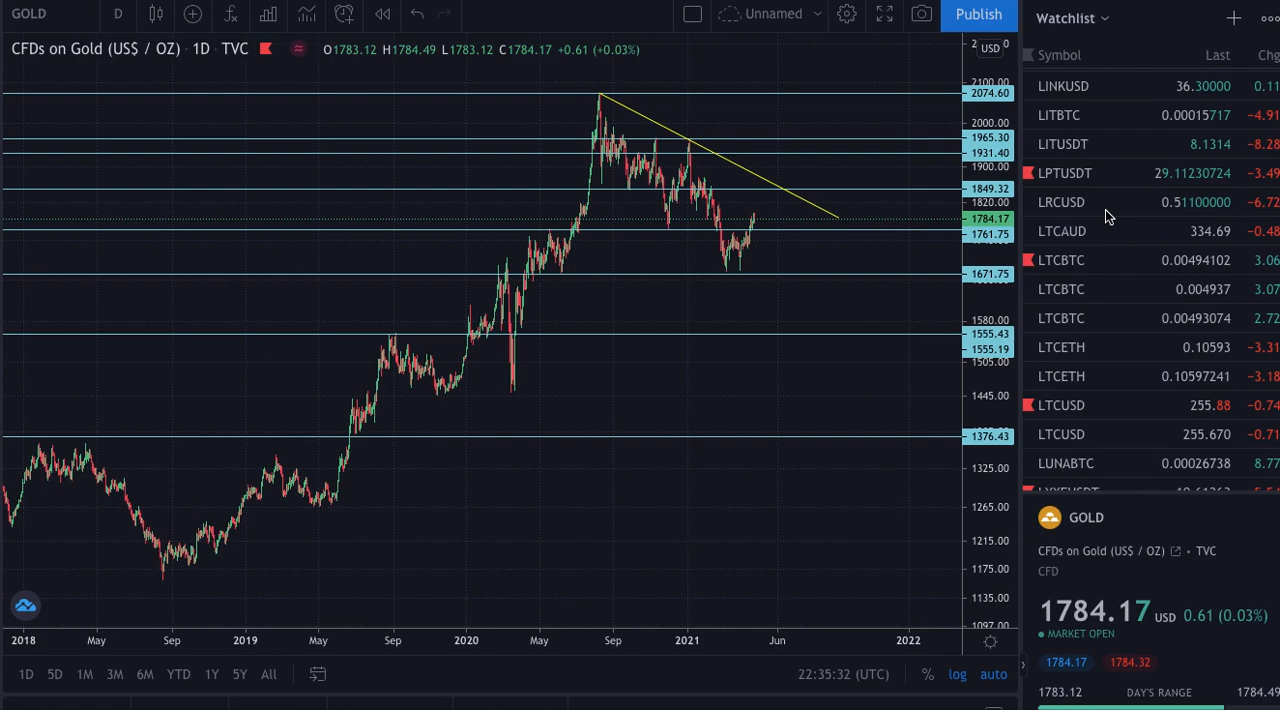 GOLD D Unnamed Publish
CFDs on Gold (US$ / OZ) · 1D · TVC O1783.12 H1784.49 L1783.12 C1784.17 +0.61 (+0.03%)
USD
2100.00
2074.60
2000.00
1965.30
1931.40
1900.00
1849.32
1820.00
1784.17
1761.75
1671.75
1580.00
1555.43
1555.19
1505.00
1445.00
1376.43
1325.00
1265.00
1215.00
1175.00
1135.00
1097.00
2018 May Sep 2019 May Sep 2020 May Sep 2021 Jun 2022
1D 5D 1M 3M 6M YTD 1Y 5Y All 22:35:32 (UTC) % log auto
Watchlist
Symbol Last Chg
LINKUSD 36.30000 0.11
LITBTC 0.00015717 −4.91
LITUSDT 8.1314 −8.28
LPTUSDT 29.11230724 −3.49
LRCUSD 0.51100000 −6.72
LTCAUD 334.69 −0.48
LTCBTC 0.00494102 3.06
LTCBTC 0.004937 3.07
LTCBTC 0.00493074 2.72
LTCETH 0.10593 −3.31
LTCETH 0.10597241 −3.18
LTCUSD 255.88 −0.74
LTCUSD 255.670 −0.71
LUNABTC 0.00026738 8.77
GOLD
CFDs on Gold (US$ / OZ) • TVC
CFD
1784.17 USD 0.61 (0.03%)
MARKET OPEN
1784.17 1784.32
1783.12 DAY'S RANGE 1784.49